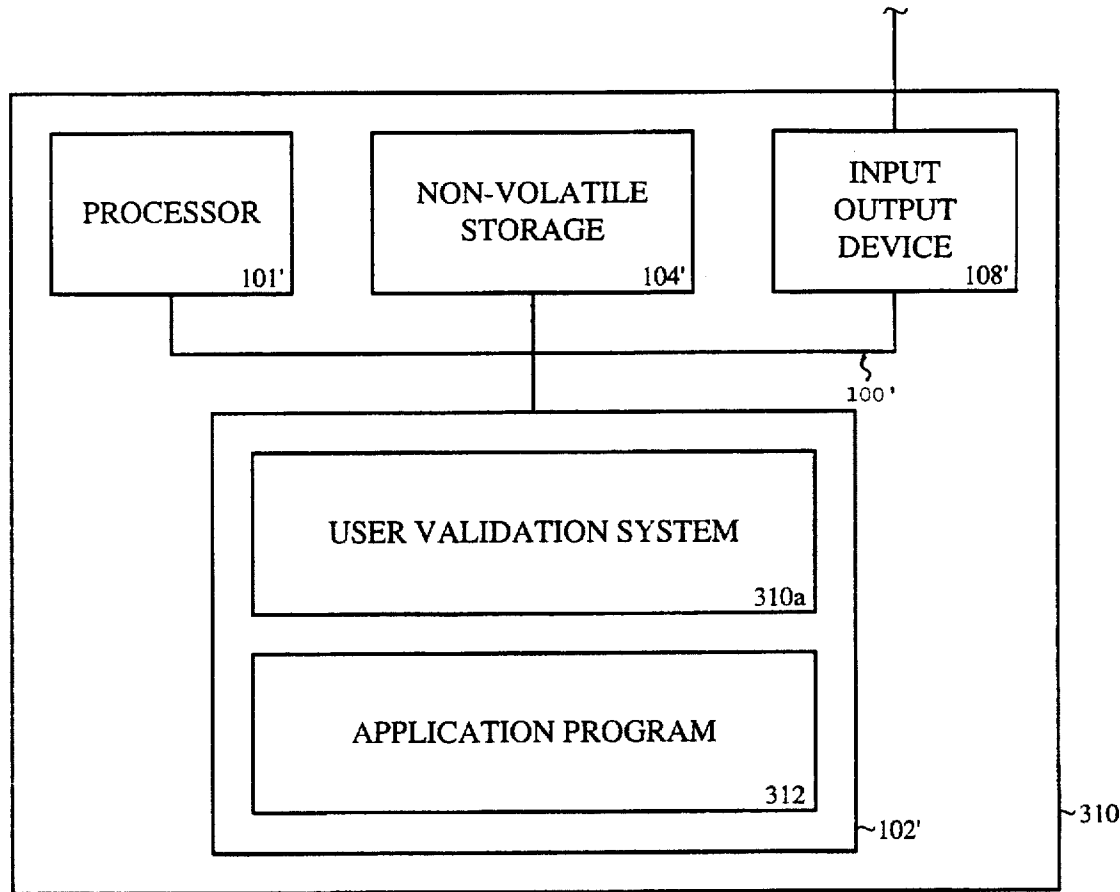 PROCESSOR
101'
NON-VOLATILE
STORAGE
104'
INPUT
OUTPUT
DEVICE
108'
100'
USER VALIDATION SYSTEM
310a
APPLICATION PROGRAM
312
102'
310